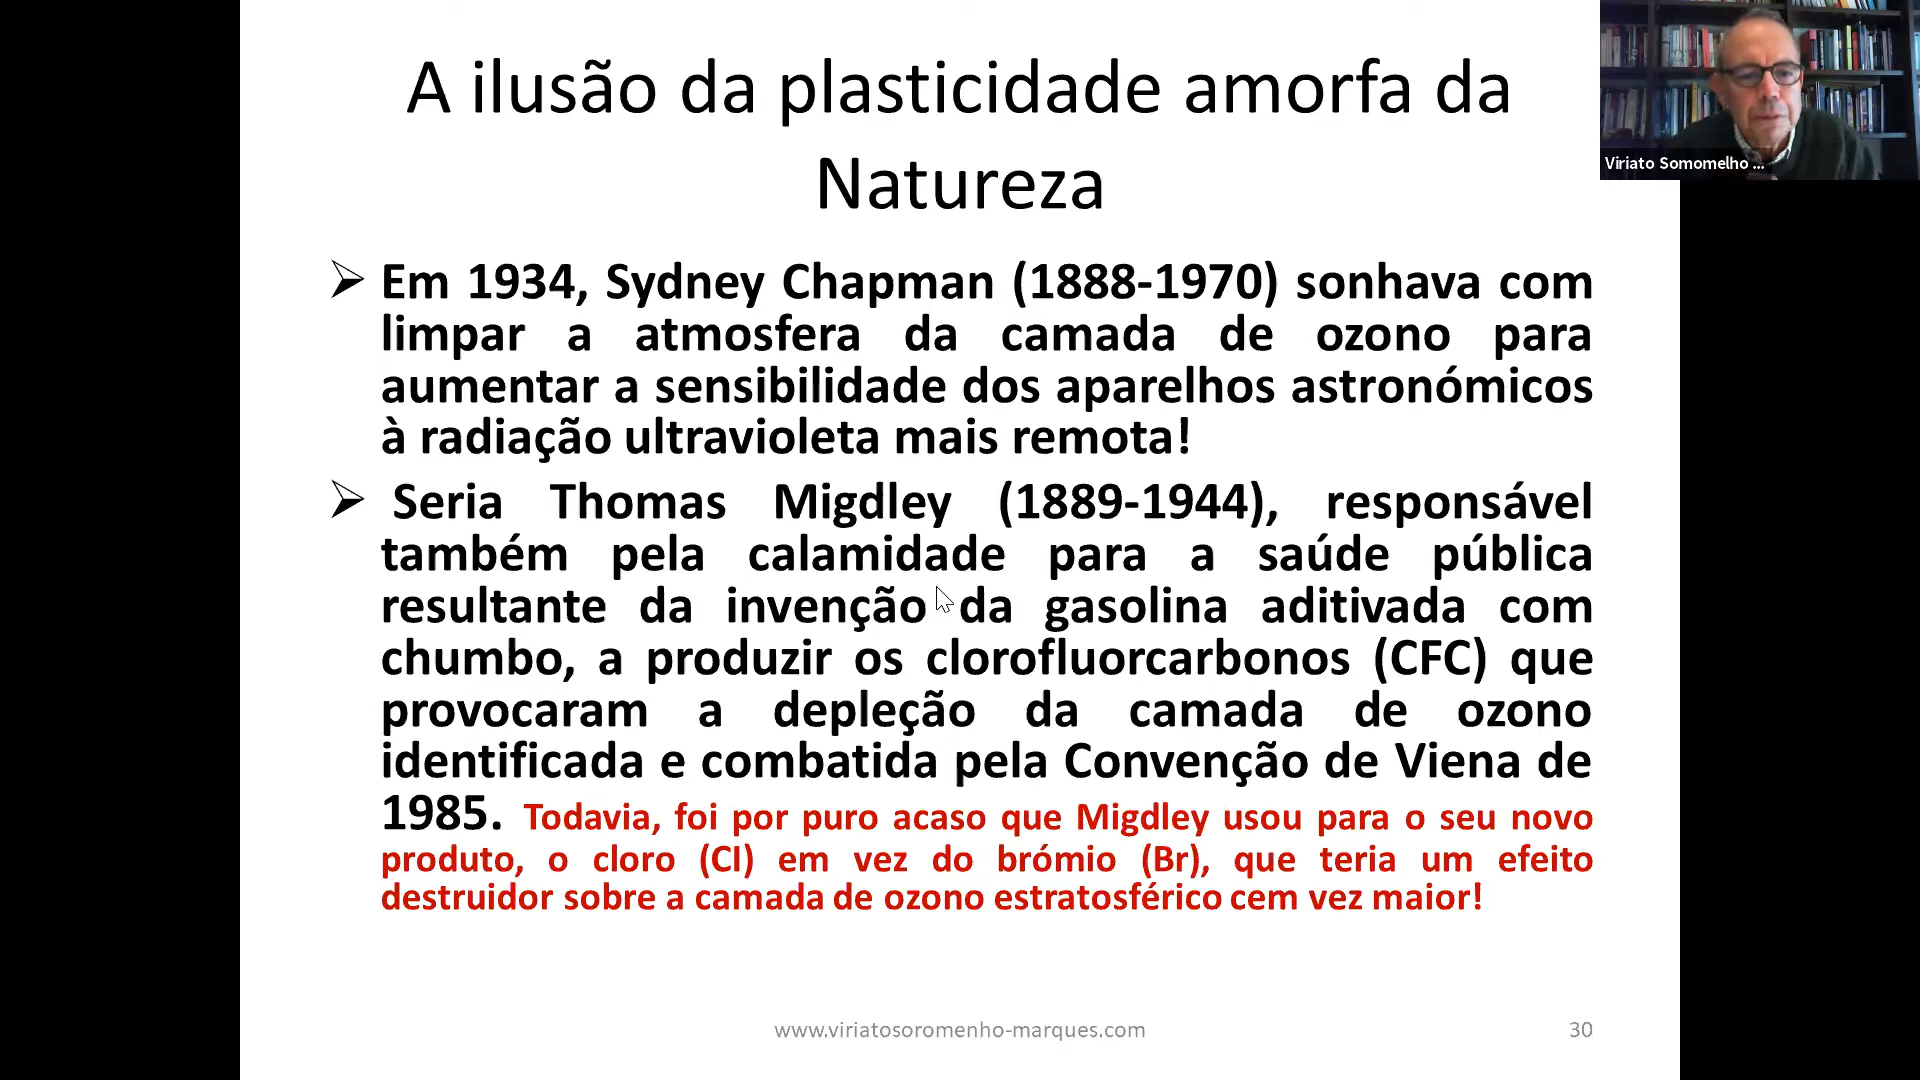 A ilusão da plasticidade amorfa da
Natureza
Viriato Somomelho ...
➢ Em 1934, Sydney Chapman (1888-1970) sonhava com
limpar a atmosfera da camada de ozono para
aumentar a sensibilidade dos aparelhos astronómicos
à radiação ultravioleta mais remota!
➢ Seria Thomas Migdley (1889-1944), responsável
também pela calamidade para a saúde pública
resultante da invenção da gasolina aditivada com
chumbo, a produzir os clorofluorcarbonos (CFC) que
provocaram a depleção da camada de ozono
identificada e combatida pela Convenção de Viena de
1985. Todavia, foi por puro acaso que Migdley usou para o seu novo
produto, o cloro (CI) em vez do brómio (Br), que teria um efeito
destruidor sobre a camada de ozono estratosférico cem vez maior!
www.viriatosoromenho-marques.com
30